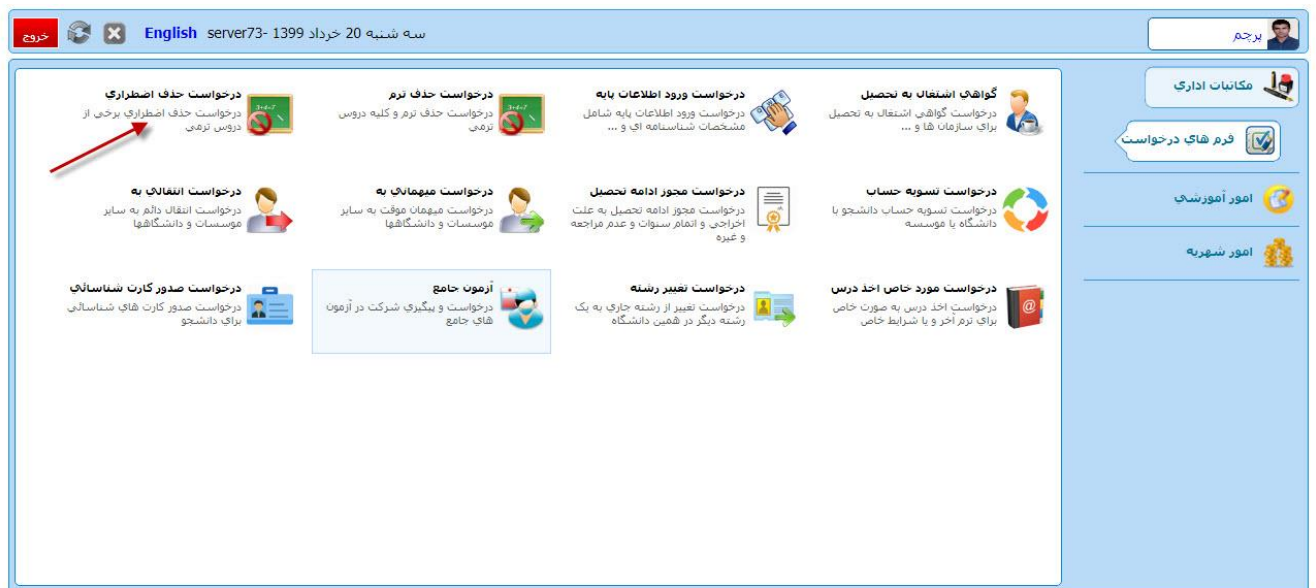 پرچم
سه شنبه 20 خرداد 1399 -server73 English
خروج
مکاتبات اداري
فرم هاي درخواست
امور آموزشي
امور شهريه
گواهي اشتغال به تحصيل
درخواست گواهي اشتغال به تحصيل
براي سازمان ها و ...
درخواست ورود اطلاعات پايه
درخواست ورود اطلاعات پايه شامل
مشخصات شناسنامه اي و ...
درخواست حذف ترم
درخواست حذف ترم و کليه دروس
ترمي
درخواست حذف اضطراري
درخواست حذف اضطراري برخي از
دروس ترمي
درخواست تسويه حساب
درخواست تسويه حساب دانشجو با
دانشگاه يا موسسه
درخواست مجوز ادامه تحصيل
درخواست مجوز ادامه تحصيل به علت
اخراجي و اتمام سنوات و عدم مراجعه
و غيره
درخواست ميهماني به
درخواست ميهمان موقت به ساير
موسسات و دانشگاهها
درخواست انتقالي به
درخواست انتقال دائم به ساير
موسسات و دانشگاهها
درخواست مورد خاص اخذ درس
درخواست اخذ درس به صورت خاص
براي ترم آخر و يا شرايط خاص
درخواست تغيير رشته
درخواست تغيير از رشته جاري به يک
رشته ديگر در همين دانشگاه
آزمون جامع
درخواست و پيگيري شرکت در آزمون
هاي جامع
درخواست صدور کارت شناسائي
درخواست صدور کارت هاي شناسائي
براي دانشجو